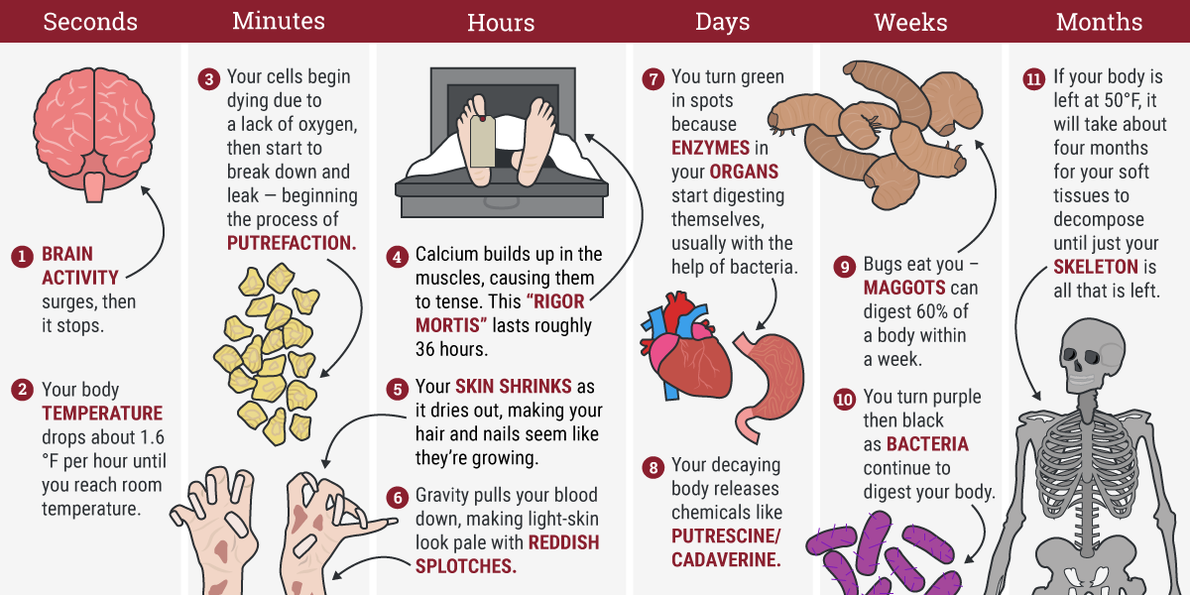 Seconds
Minutes
Hours
Days
Weeks
Months
1 BRAIN
ACTIVITY
surges, then
it stops.
2 Your body
TEMPERATURE
drops about 1.6
°F per hour until
you reach room
temperature.
3 Your cells begin
dying due to
a lack of oxygen,
then start to
break down and
leak — beginning
the process of
PUTREFACTION.
4 Calcium builds up in the
muscles, causing them
to tense. This “RIGOR
MORTIS” lasts roughly
36 hours.
5 Your SKIN SHRINKS as
it dries out, making your
hair and nails seem like
they’re growing.
6 Gravity pulls your blood
down, making light-skin
look pale with REDDISH
SPLOTCHES.
7 You turn green
in spots
because
ENZYMES in
your ORGANS
start digesting
themselves,
usually with the
help of bacteria.
8 Your decaying
body releases
chemicals like
PUTRESCINE/
CADAVERINE.
9 Bugs eat you –
MAGGOTS can
digest 60% of
a body within
a week.
10 You turn purple
then black
as BACTERIA
continue to
digest your body.
11 If your body is
left at 50°F, it
will take about
four months
for your soft
tissues to
decompose
until just your
SKELETON is
all that is left.